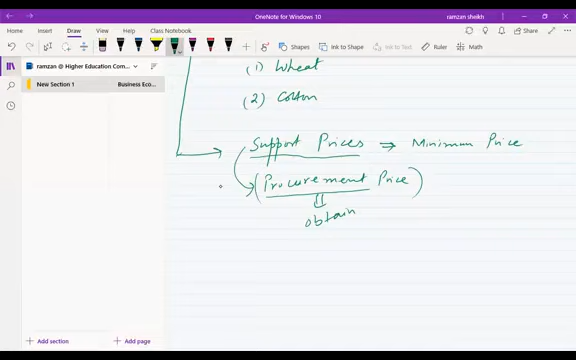 OneNote for Windows 10
ramzan sheikh
Home Insert Draw View Help Class Notebook
Shapes Ink to Shape Ink to Text Ruler Math
ramzan @ Higher Education Com...
New Section 1 Business Eco...
(1) Wheat
(2) Cotton
Support Prices → Minimum Price
(Procurement Price)
obtain
+ Add section + Add page